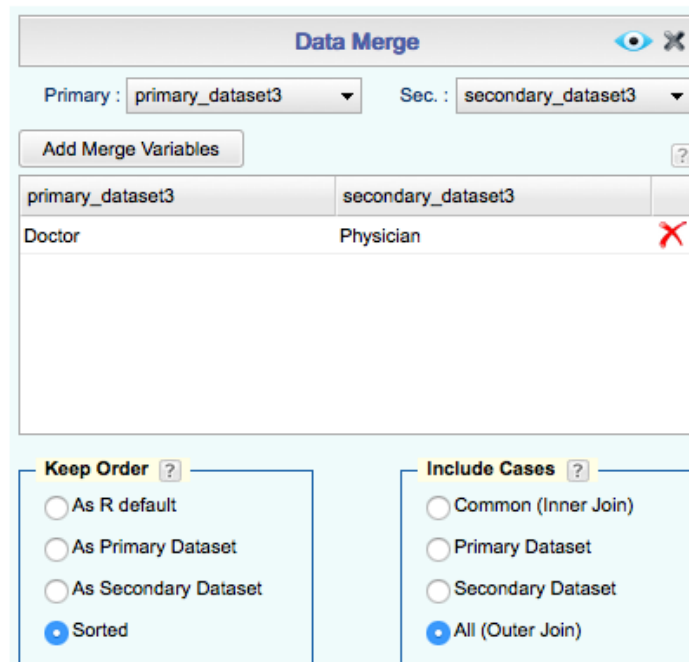 Data Merge
Primary : primary_dataset3 Sec. : secondary_dataset3
Add Merge Variables ?
primary_dataset3 secondary_dataset3
Doctor Physician
Keep Order ?
As R default
As Primary Dataset
As Secondary Dataset
Sorted
Include Cases ?
Common (Inner Join)
Primary Dataset
Secondary Dataset
All (Outer Join)